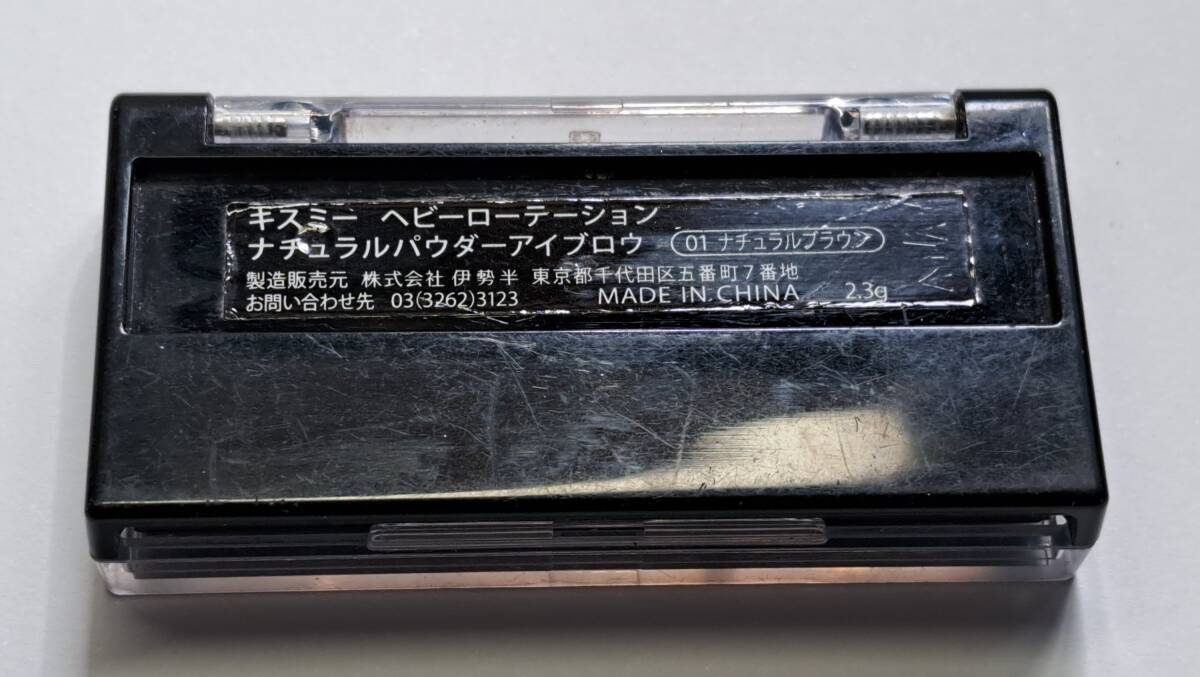 キスミー ヘビーローテーション
ナチュラルパウダーアイブロウ 01 ナチュラルブラウン
製造販売元 株式会社 伊勢半 東京都千代田区五番町7番地
お問い合わせ先 03(3262)3123 MADE IN CHINA 2.3g